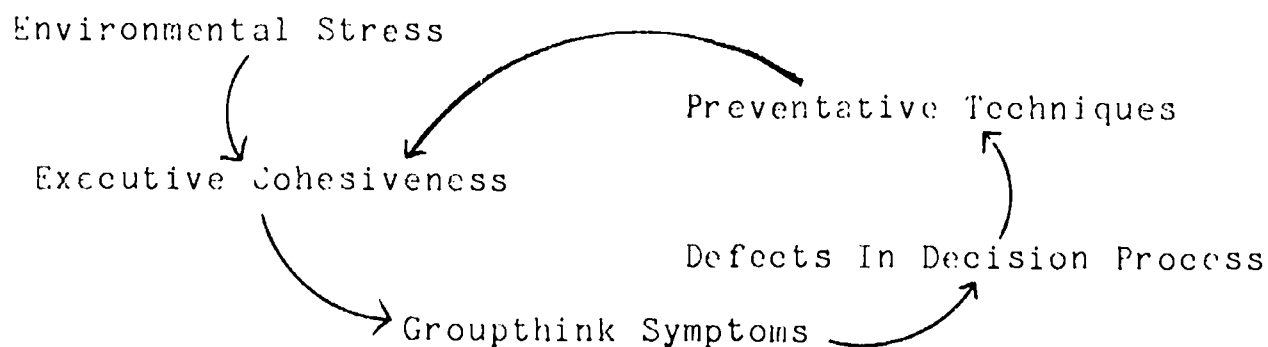 Environmental Stress
Preventative Techniques
Executive Cohesiveness
Defects In Decision Process
Groupthink Symptoms